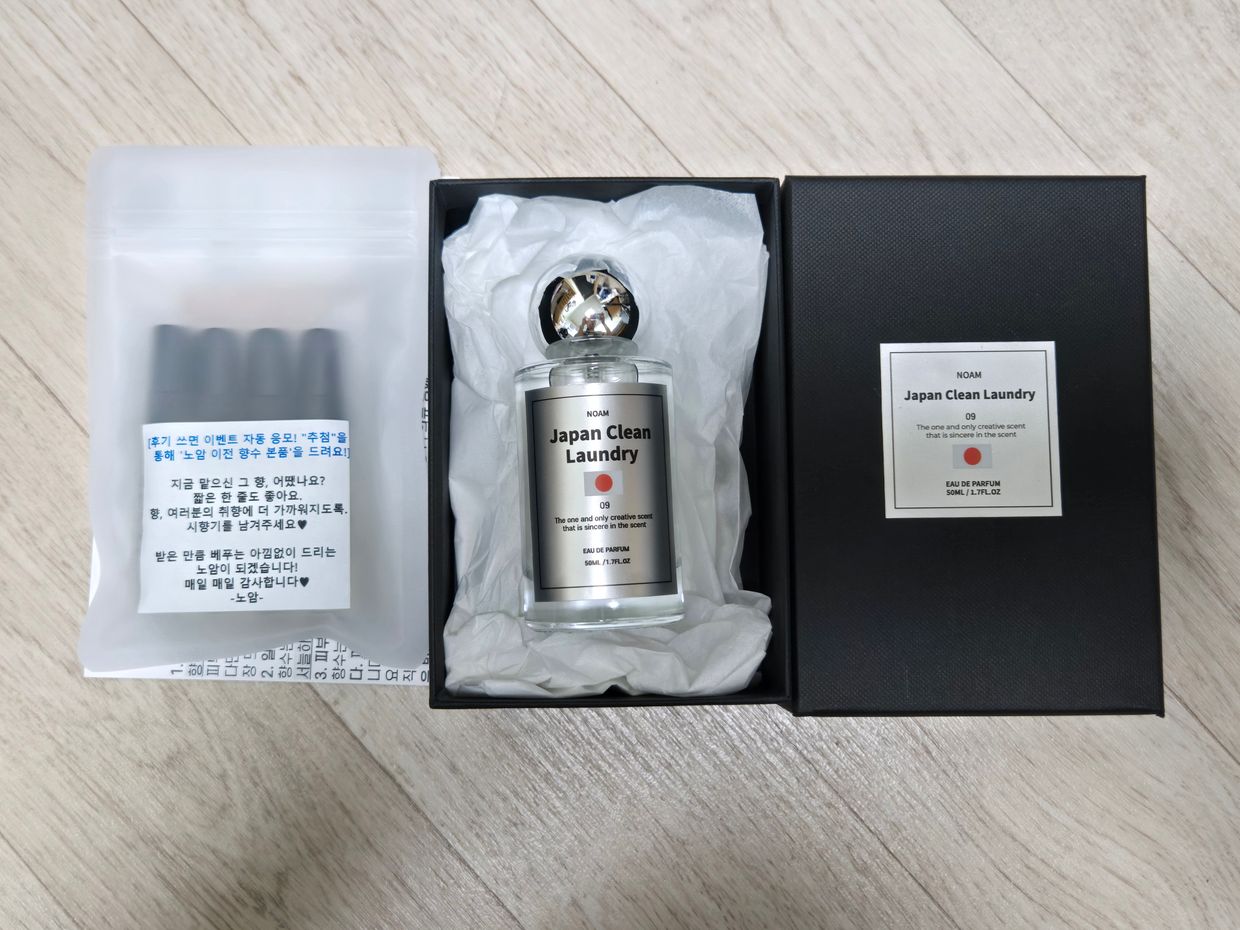 [후기 쓰면 이벤트 자동 응모! "추첨"을
통해 '노암 이전 향수 본품'을 드려요!]
지금 맡으신 그 향, 어땠나요?
짧은 한 줄도 좋아요.
향, 여러분의 취향에 더 가까워지도록.
시향기를 남겨주세요♥
받은 만큼 베푸는 아낌없이 드리는
노암이 되겠습니다!
매일 매일 감사합니다♥
-노암-
1.
2.
3. 피부
NOAM
Japan Clean
Laundry
09
The one and only creative scent
that is sincere in the scent
EAU DE PARFUM
50ML / 1.7FL.OZ
NOAM
Japan Clean Laundry
09
The one and only creative scent
that is sincere in the scent
EAU DE PARFUM
50ML / 1.7FL.OZ